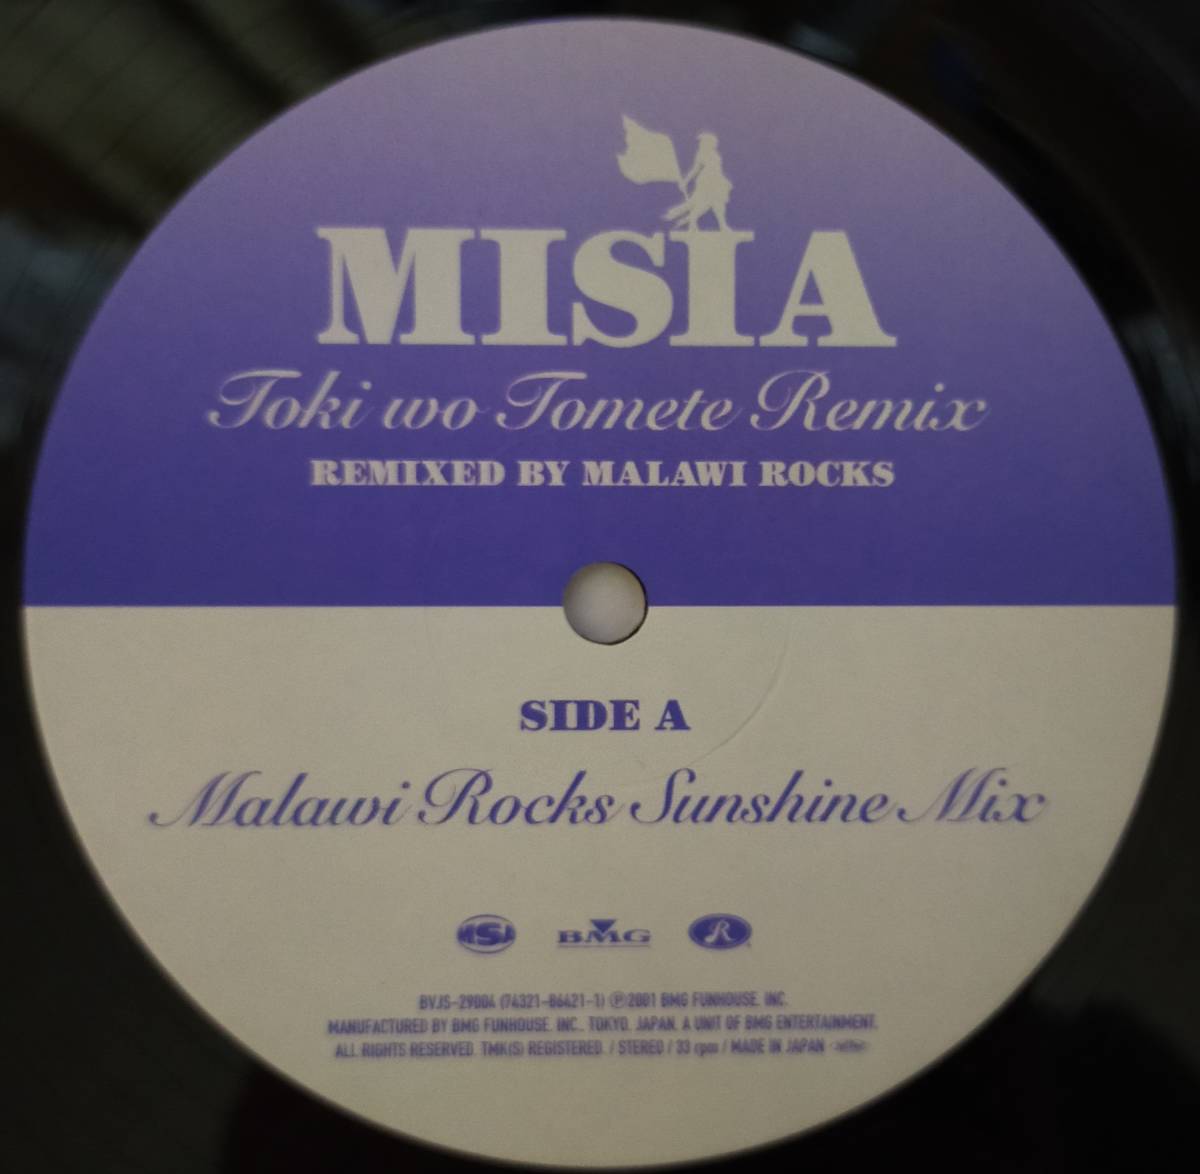 MISIA
Toki wo Tomete Remix
REMIXED BY MALAWI ROCKS
SIDE A
Malawi Rocks Sunshine Mix
MSA BMG R
BVJS-29004 (74321-86421-1) ℗2001 BMG FUNHOUSE, INC.
MANUFACTURED BY BMG FUNHOUSE, INC., TOKYO, JAPAN. A UNIT OF BMG ENTERTAINMENT.
ALL RIGHTS RESERVED. TMK(S) REGISTERED. / STEREO / 33 rpm / MADE IN JAPAN